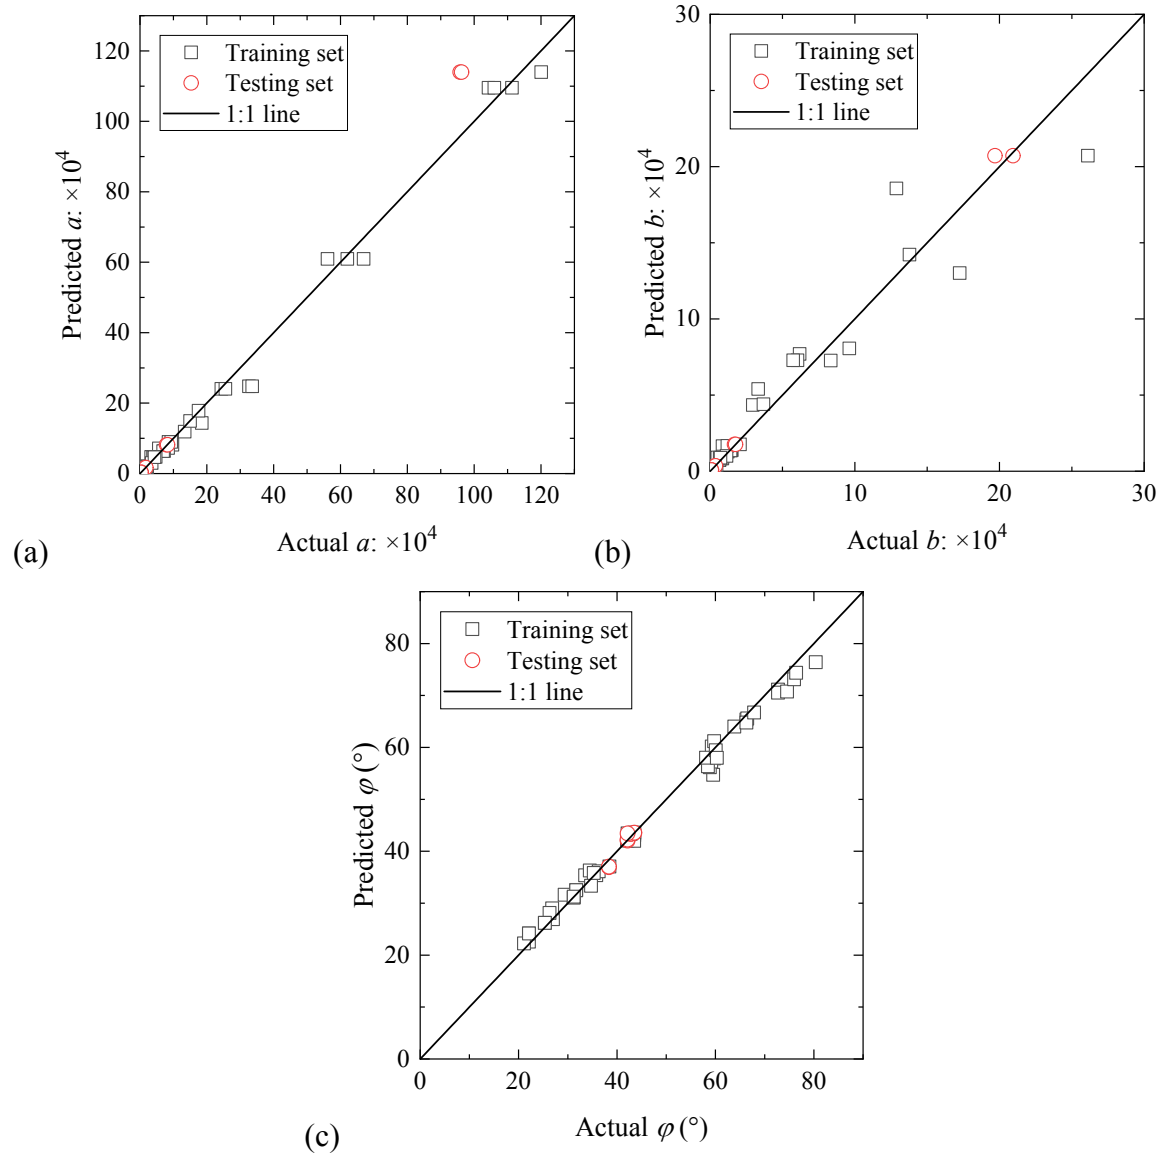 Training set
Testing set
1:1 line
120
100
80
60
40
20
0
0 20 40 60 80 100 120
Predicted a: ×10⁴
Actual a: ×10⁴
(a)
Training set
Testing set
1:1 line
30
20
10
0
0 10 20 30
Predicted b: ×10⁴
Actual b: ×10⁴
(b)
Training set
Testing set
1:1 line
80
60
40
20
0
0 20 40 60 80
Predicted φ (°)
Actual φ (°)
(c)